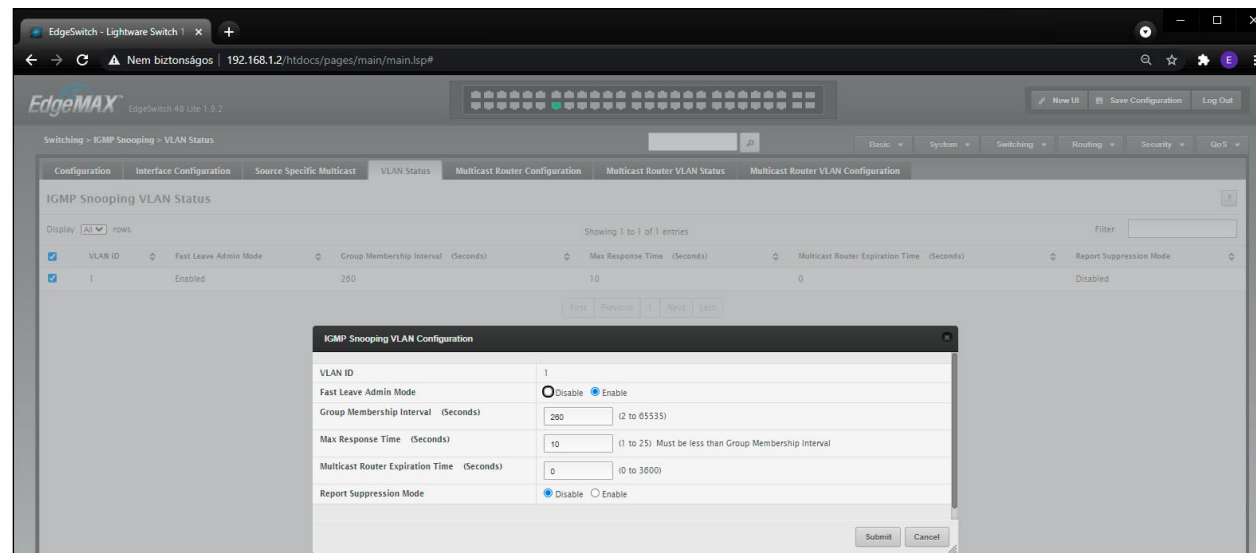 EdgeSwitch - Lightware Switch 1
Nem biztonságos | 192.168.1.2/htdocs/pages/main/main.lsp#
E
EdgeMAX EdgeSwitch 48 Lite 1.9.2
New UI Save Configuration Log Out
Switching > IGMP Snooping > VLAN Status
Basic System Switching Routing Security QoS
Configuration Interface Configuration Source Specific Multicast VLAN Status Multicast Router Configuration Multicast Router VLAN Status Multicast Router VLAN Configuration
IGMP Snooping VLAN Status ?
Display All rows Showing 1 to 1 of 1 entries Filter:
VLAN ID Fast Leave Admin Mode Group Membership Interval (Seconds) Max Response Time (Seconds) Multicast Router Expiration Time (Seconds) Report Suppression Mode
1 Enabled 260 10 0 Disabled
First Previous 1 Next Last
IGMP Snooping VLAN Configuration
VLAN ID 1
Fast Leave Admin Mode Disable Enable
Group Membership Interval (Seconds) 260 (2 to 65535)
Max Response Time (Seconds) 10 (1 to 25) Must be less than Group Membership Interval
Multicast Router Expiration Time (Seconds) 0 (0 to 3600)
Report Suppression Mode Disable Enable
Submit Cancel